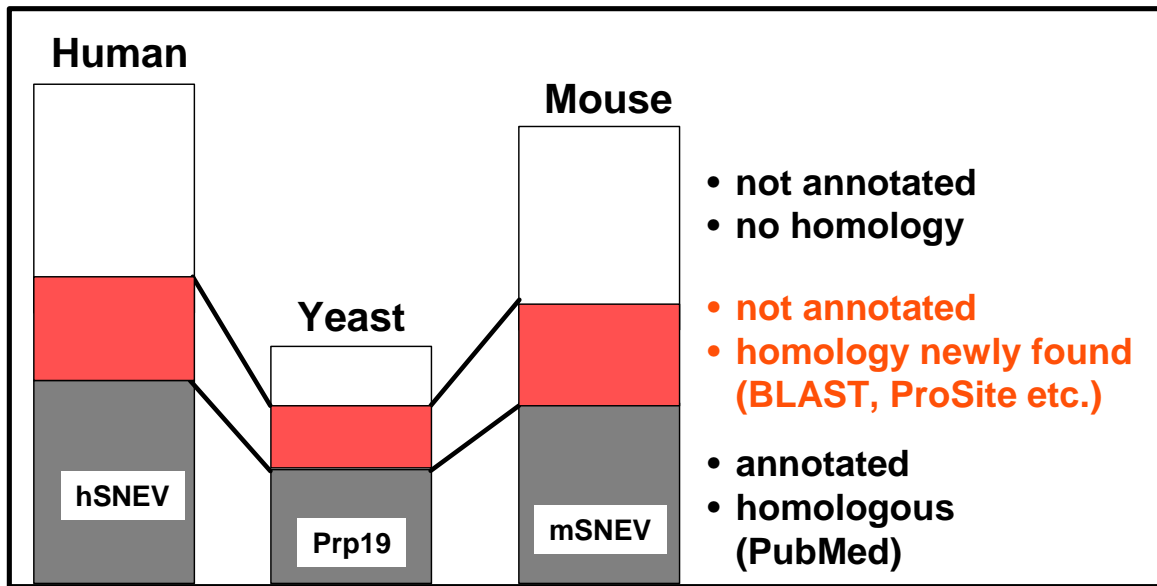 Human
Mouse
Yeast
hSNEV
Prp19
mSNEV
• not annotated
• no homology
• not annotated
• homology newly found
(BLAST, ProSite etc.)
• annotated
• homologous
(PubMed)